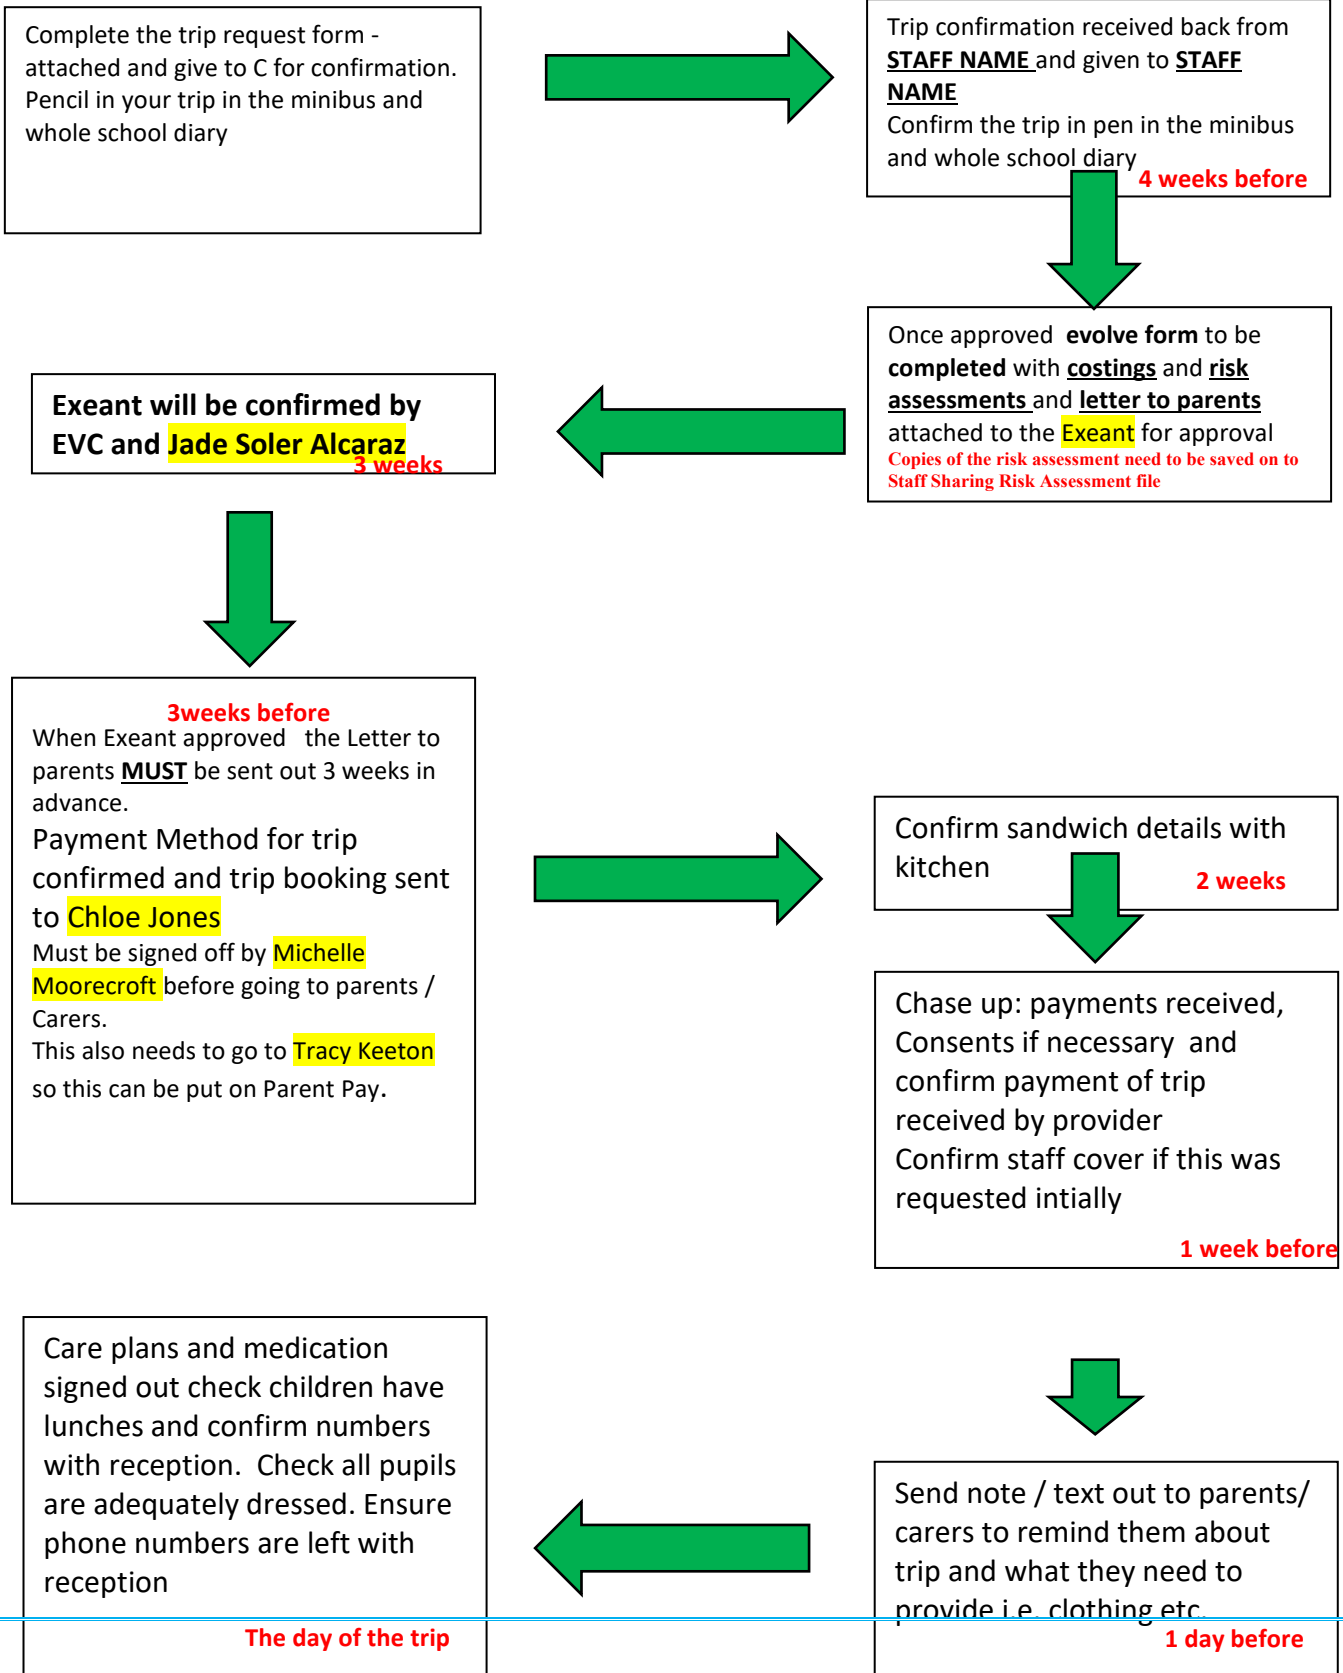 Complete the trip request form -
attached and give to C for confirmation.
Pencil in your trip in the minibus and
whole school diary
Trip confirmation received back from
STAFF NAME and given to STAFF
NAME
Confirm the trip in pen in the minibus
and whole school diary
4 weeks before
Once approved evolve form to be
completed with costings and risk
assessments and letter to parents
attached to the Exeant for approval
Copies of the risk assessment need to be saved on to
Staff Sharing Risk Assessment file
Exeant will be confirmed by
EVC and Jade Soler Alcaraz
3 weeks
3weeks before
When Exeant approved the Letter to
parents MUST be sent out 3 weeks in
advance.
Payment Method for trip
confirmed and trip booking sent
to Chloe Jones
Must be signed off by Michelle
Moorecroft before going to parents /
Carers.
This also needs to go to Tracy Keeton
so this can be put on Parent Pay.
Confirm sandwich details with
kitchen
2 weeks
Chase up: payments received,
Consents if necessary and
confirm payment of trip
received by provider
Confirm staff cover if this was
requested intially
1 week before
Send note / text out to parents/
carers to remind them about
trip and what they need to
provide i.e. clothing etc.
1 day before
Care plans and medication
signed out check children have
lunches and confirm numbers
with reception. Check all pupils
are adequately dressed. Ensure
phone numbers are left with
reception
The day of the trip